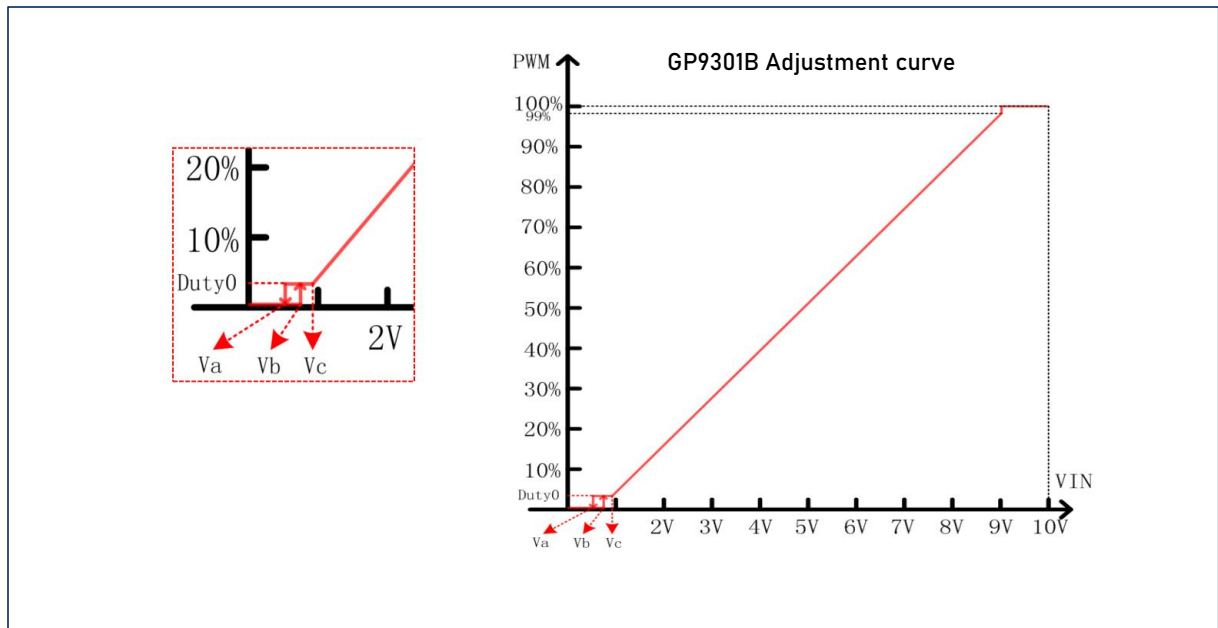 20%
10%
Duty0
2V
Va
Vb
Vc
GP9301B Adjustment curve
PWM
100%
99%
90%
80%
70%
60%
50%
40%
30%
20%
10%
Duty0
VIN
2V 3V 4V 5V 6V 7V 8V 9V 10V
Va
Vb
Vc